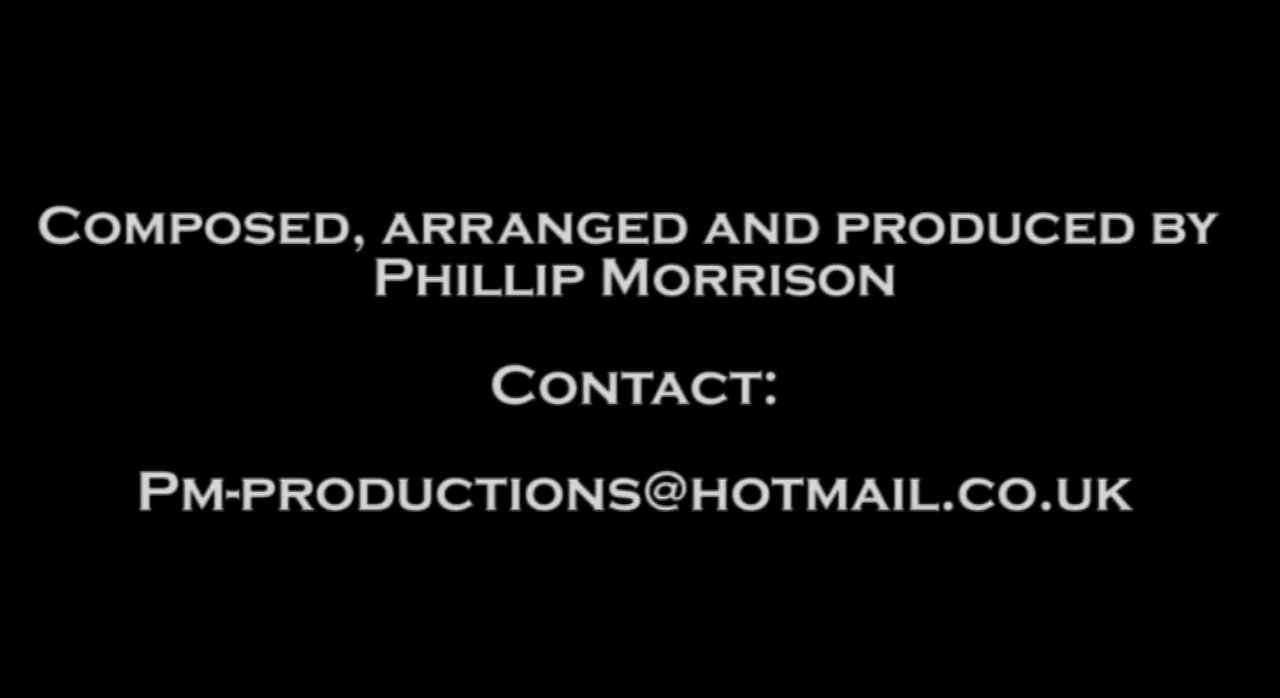 Composed, arranged and produced by
Phillip Morrison
Contact:
Pm-productions@hotmail.co.uk